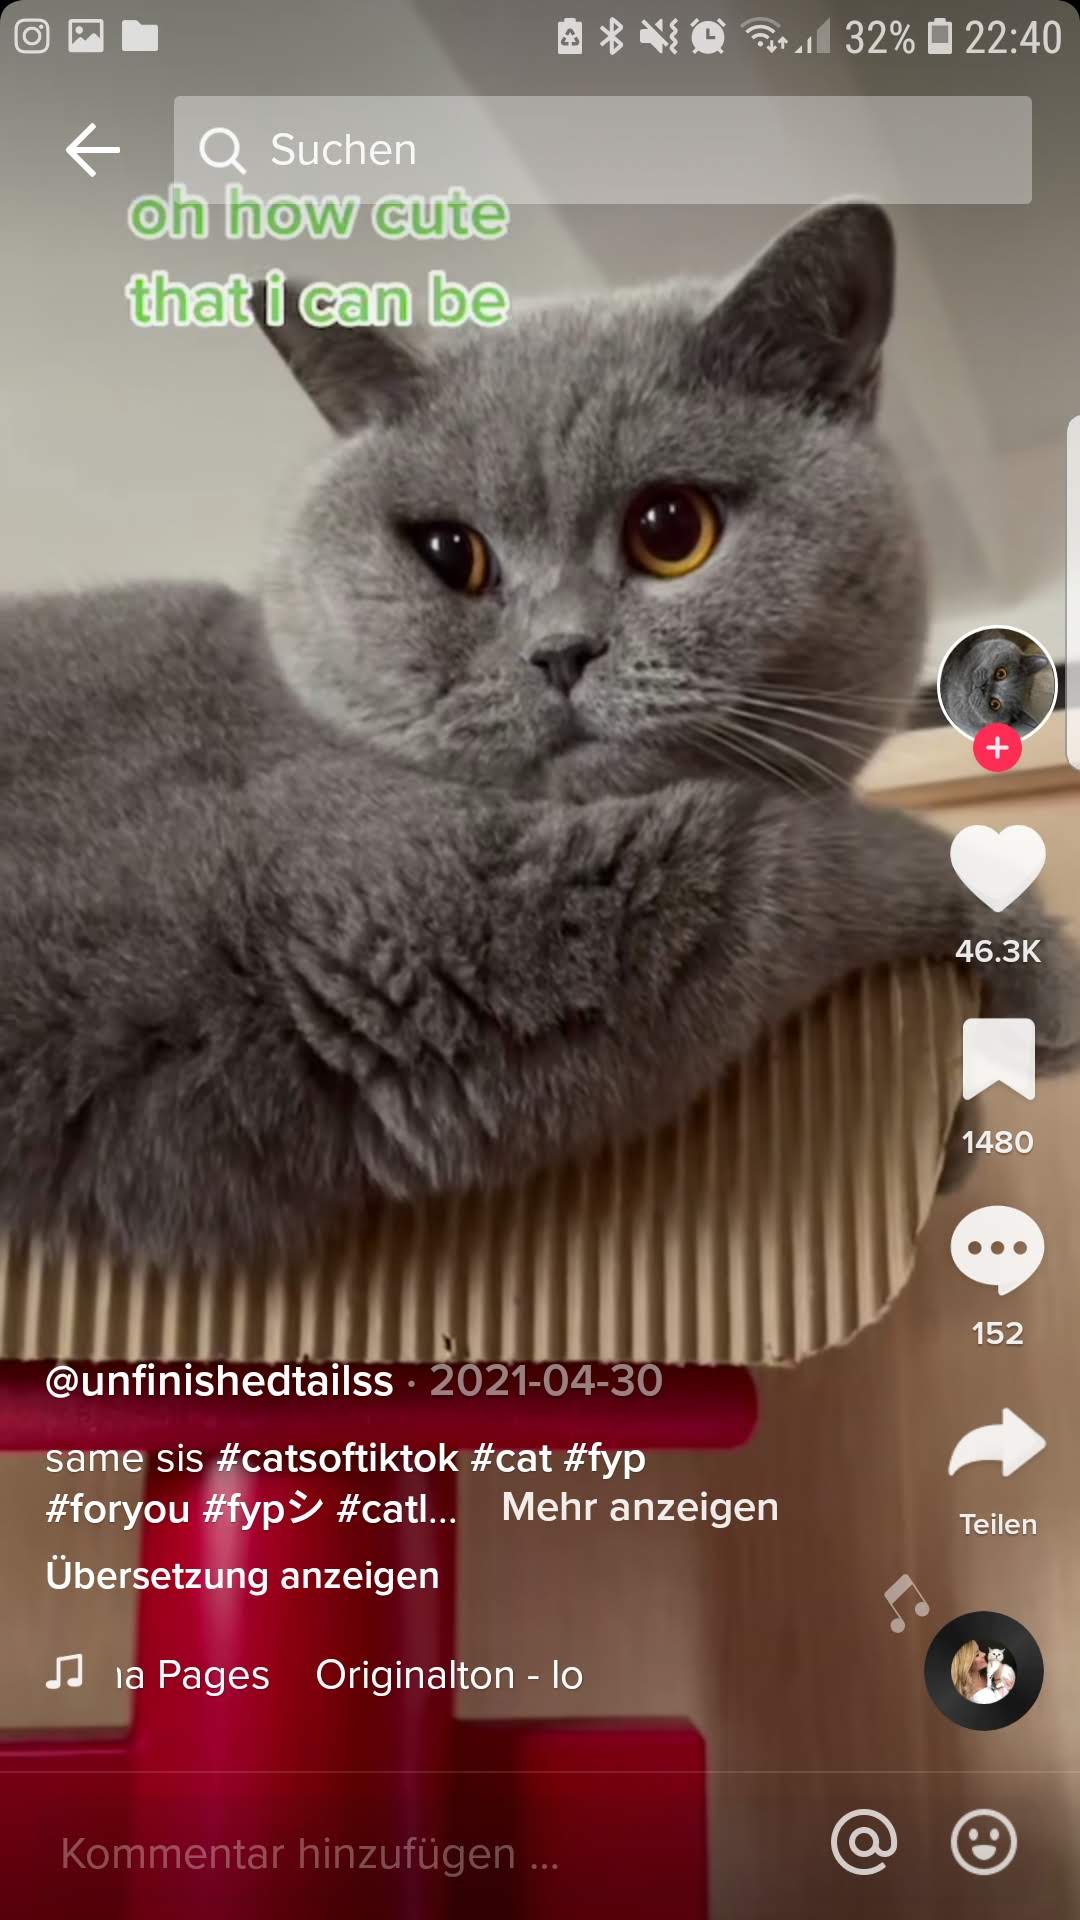 32% 22:40
Suchen
oh how cute
that i can be
46.3K
1480
152
Teilen
@unfinishedtailss · 2021-04-30
same sis #catsoftiktok #cat #fyp
#foryou #fypシ #catl... Mehr anzeigen
Übersetzung anzeigen
a Pages Originalton - lo
Kommentar hinzufügen ...